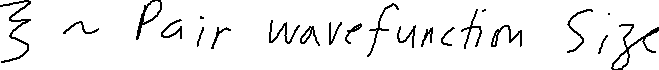 ξ ~ Pair wavefunction Size